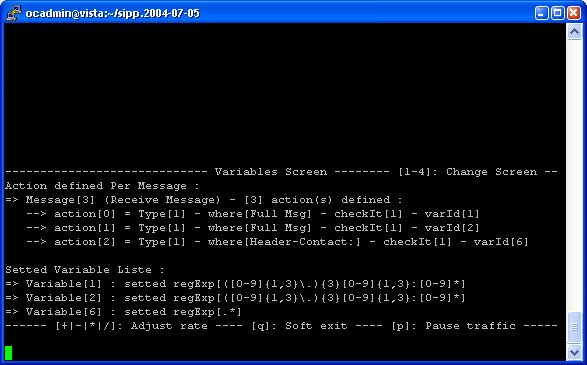 ocadmin@vista:~/sipp.2004-07-05
------------------------------ Variables Screen -------- [1-4]: Change Screen --
Action defined Per Message :
=> Message[3] (Receive Message) - [3] action(s) defined :
   --> action[0] = Type[1] - where[Full Msg] - checkIt[1] - varId[1]
   --> action[1] = Type[1] - where[Full Msg] - checkIt[1] - varId[2]
   --> action[2] = Type[1] - where[Header-Contact:] - checkIt[1] - varId[6]
Setted Variable Liste :
=> Variable[1] : setted regExp[([0-9]{1,3}\.){3}[0-9]{1,3}:[0-9]*]
=> Variable[2] : setted regExp[([0-9]{1,3}\.){3}[0-9]{1,3}:[0-9]*]
=> Variable[6] : setted regExp[.*]
------ [+|-|*|/]: Adjust rate ---- [q]: Soft exit ---- [p]: Pause traffic -----